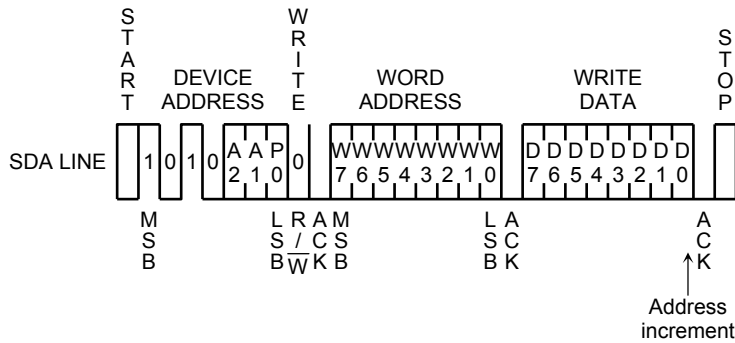 START
WRITE
STOP
DEVICE
ADDRESS
WORD
ADDRESS
WRITE
DATA
SDA LINE
1 0 1 0 A2 A1 P0 0 W7 W6 W5 W4 W3 W2 W1 W0 D7 D6 D5 D4 D3 D2 D1 D0
MSB
LSB
R/W
ACK
MSB
LSB
ACK
ACK
Address
increment